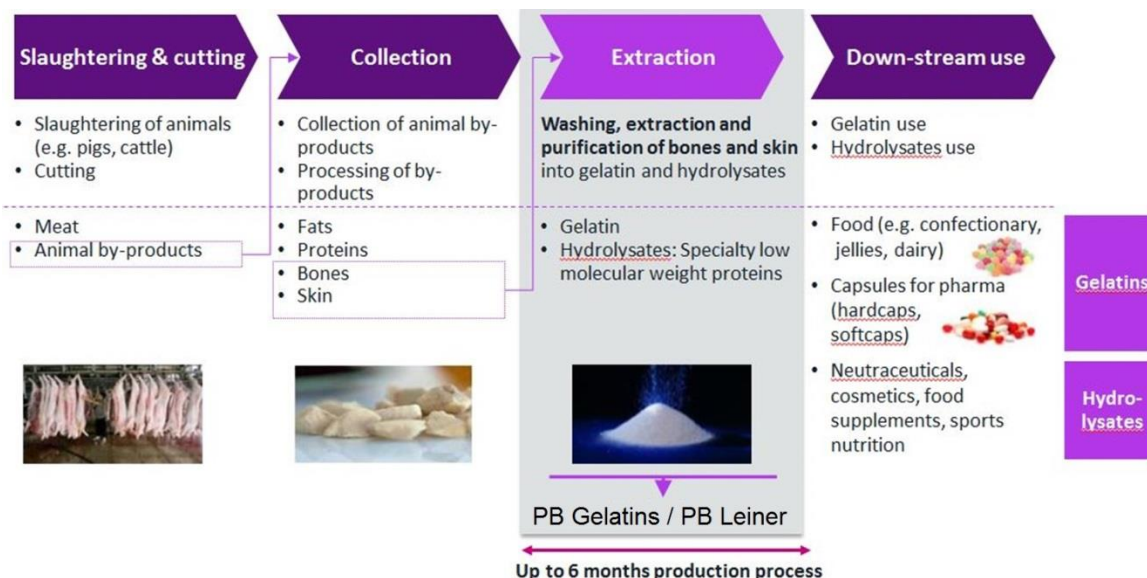 Slaughtering & cutting
Collection
Extraction
Down-stream use
• Slaughtering of animals
(e.g. pigs, cattle)
• Cutting
• Collection of animal by-
products
• Processing of by-
products
Washing, extraction and
purification of bones and skin
into gelatin and hydrolysates
• Gelatin use
• Hydrolysates use
• Meat
• Animal by-products
• Fats
• Proteins
• Bones
• Skin
• Gelatin
• Hydrolysates: Specialty low
molecular weight proteins
• Food (e.g. confectionary,
jellies, dairy)
• Capsules for pharma
(hardcaps,
softcaps)
• Neutraceuticals,
cosmetics, food
supplements, sports
nutrition
Gelatins
Hydro-
lysates
PB Gelatins / PB Leiner
Up to 6 months production process